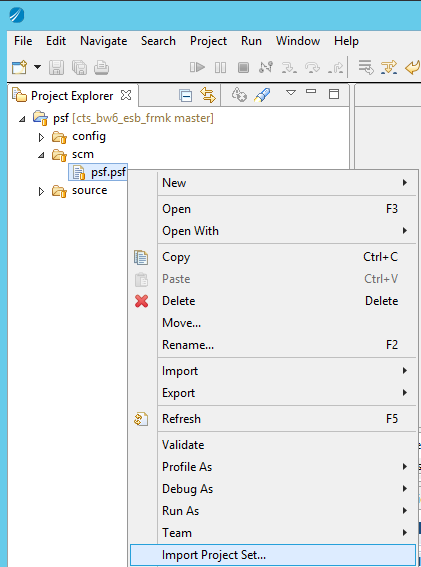 File Edit Navigate Search Project Run Window Help
Project Explorer
psf [cts_bw6_esb_frmk master]
config
scm
psf.psf
source
New
Open F3
Open With
Copy Ctrl+C
Paste Ctrl+V
Delete Delete
Move...
Rename... F2
Import
Export
Refresh F5
Validate
Profile As
Debug As
Run As
Team
Import Project Set...